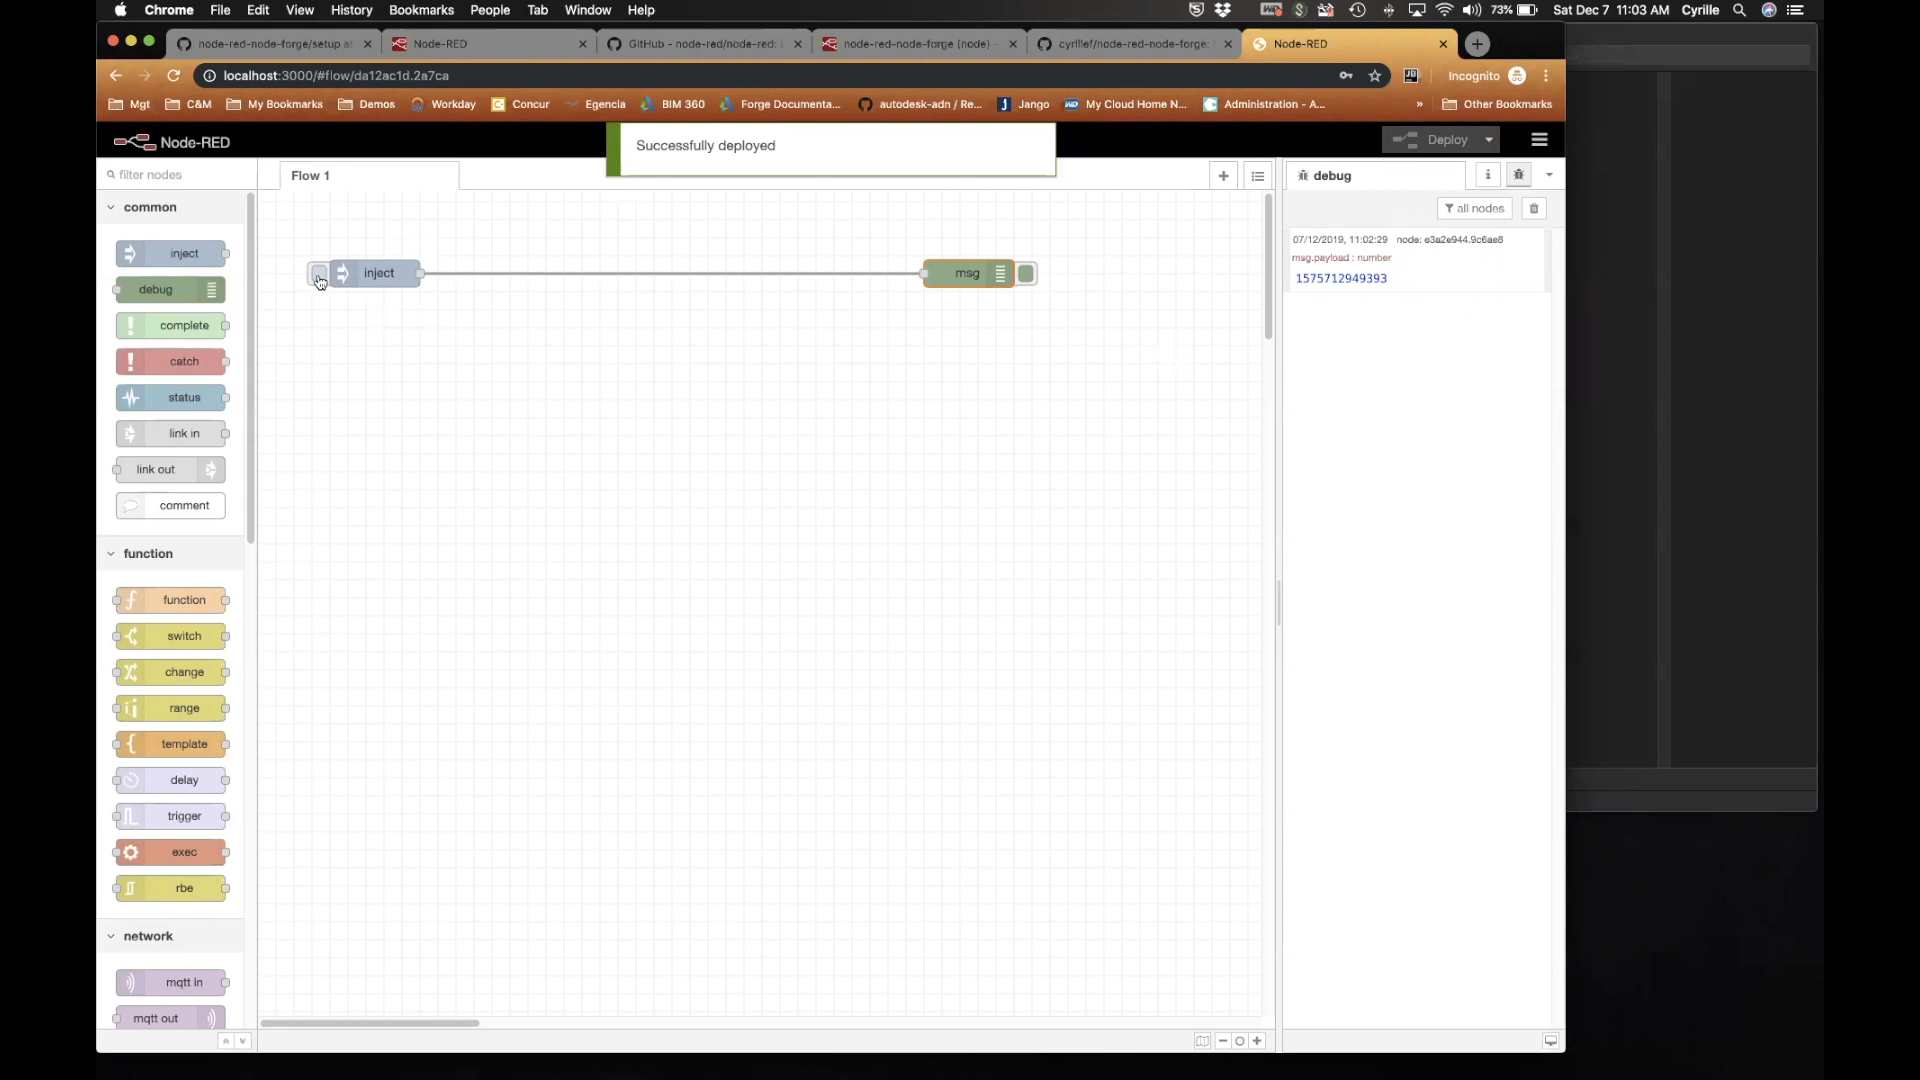 Chrome File Edit View History Bookmarks People Tab Window Help 73% Sat Dec 7 11:03 AM Cyrille
node-red-node-forge/setup at Node-RED GitHub - node-red/node-red: node-red-node-forge (node) - cyrillef/node-red-node-forge: Node-RED
localhost:3000/#flow/da12ac1d.2a7ca Incognito
Mgt C&M My Bookmarks Demos Workday Concur Egencia BIM 360 Forge Documenta... autodesk-adn / Re... Jango My Cloud Home N... Administration - A... » Other Bookmarks
Node-RED Deploy
Successfully deployed
filter nodes
Flow 1
debug
common
all nodes
07/12/2019, 11:02:29 node: e3a2e944.9c6ae8
msg.payload : number
1575712949393
inject
inject
msg
debug
complete
catch
status
link in
link out
comment
function
function
switch
change
range
template
delay
trigger
exec
rbe
network
mqtt in
mqtt out